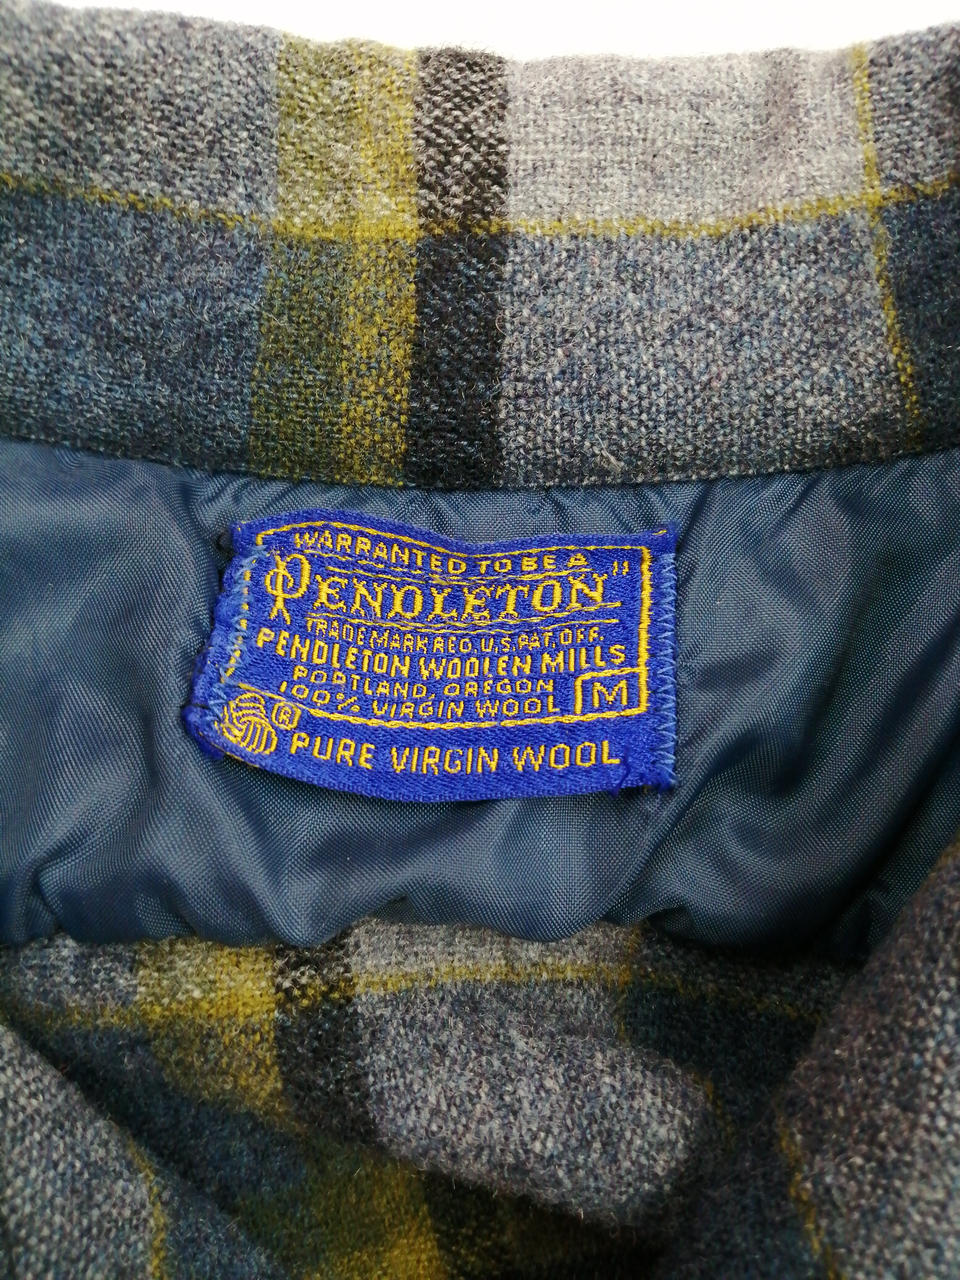 WARRANTED TO BE A
PENDLETON"
TRADE MARK REG. U.S. PAT. OFF.
PENDLETON WOOLEN MILLS
PORTLAND, OREGON
100% VIRGIN WOOL
M
®
PURE VIRGIN WOOL